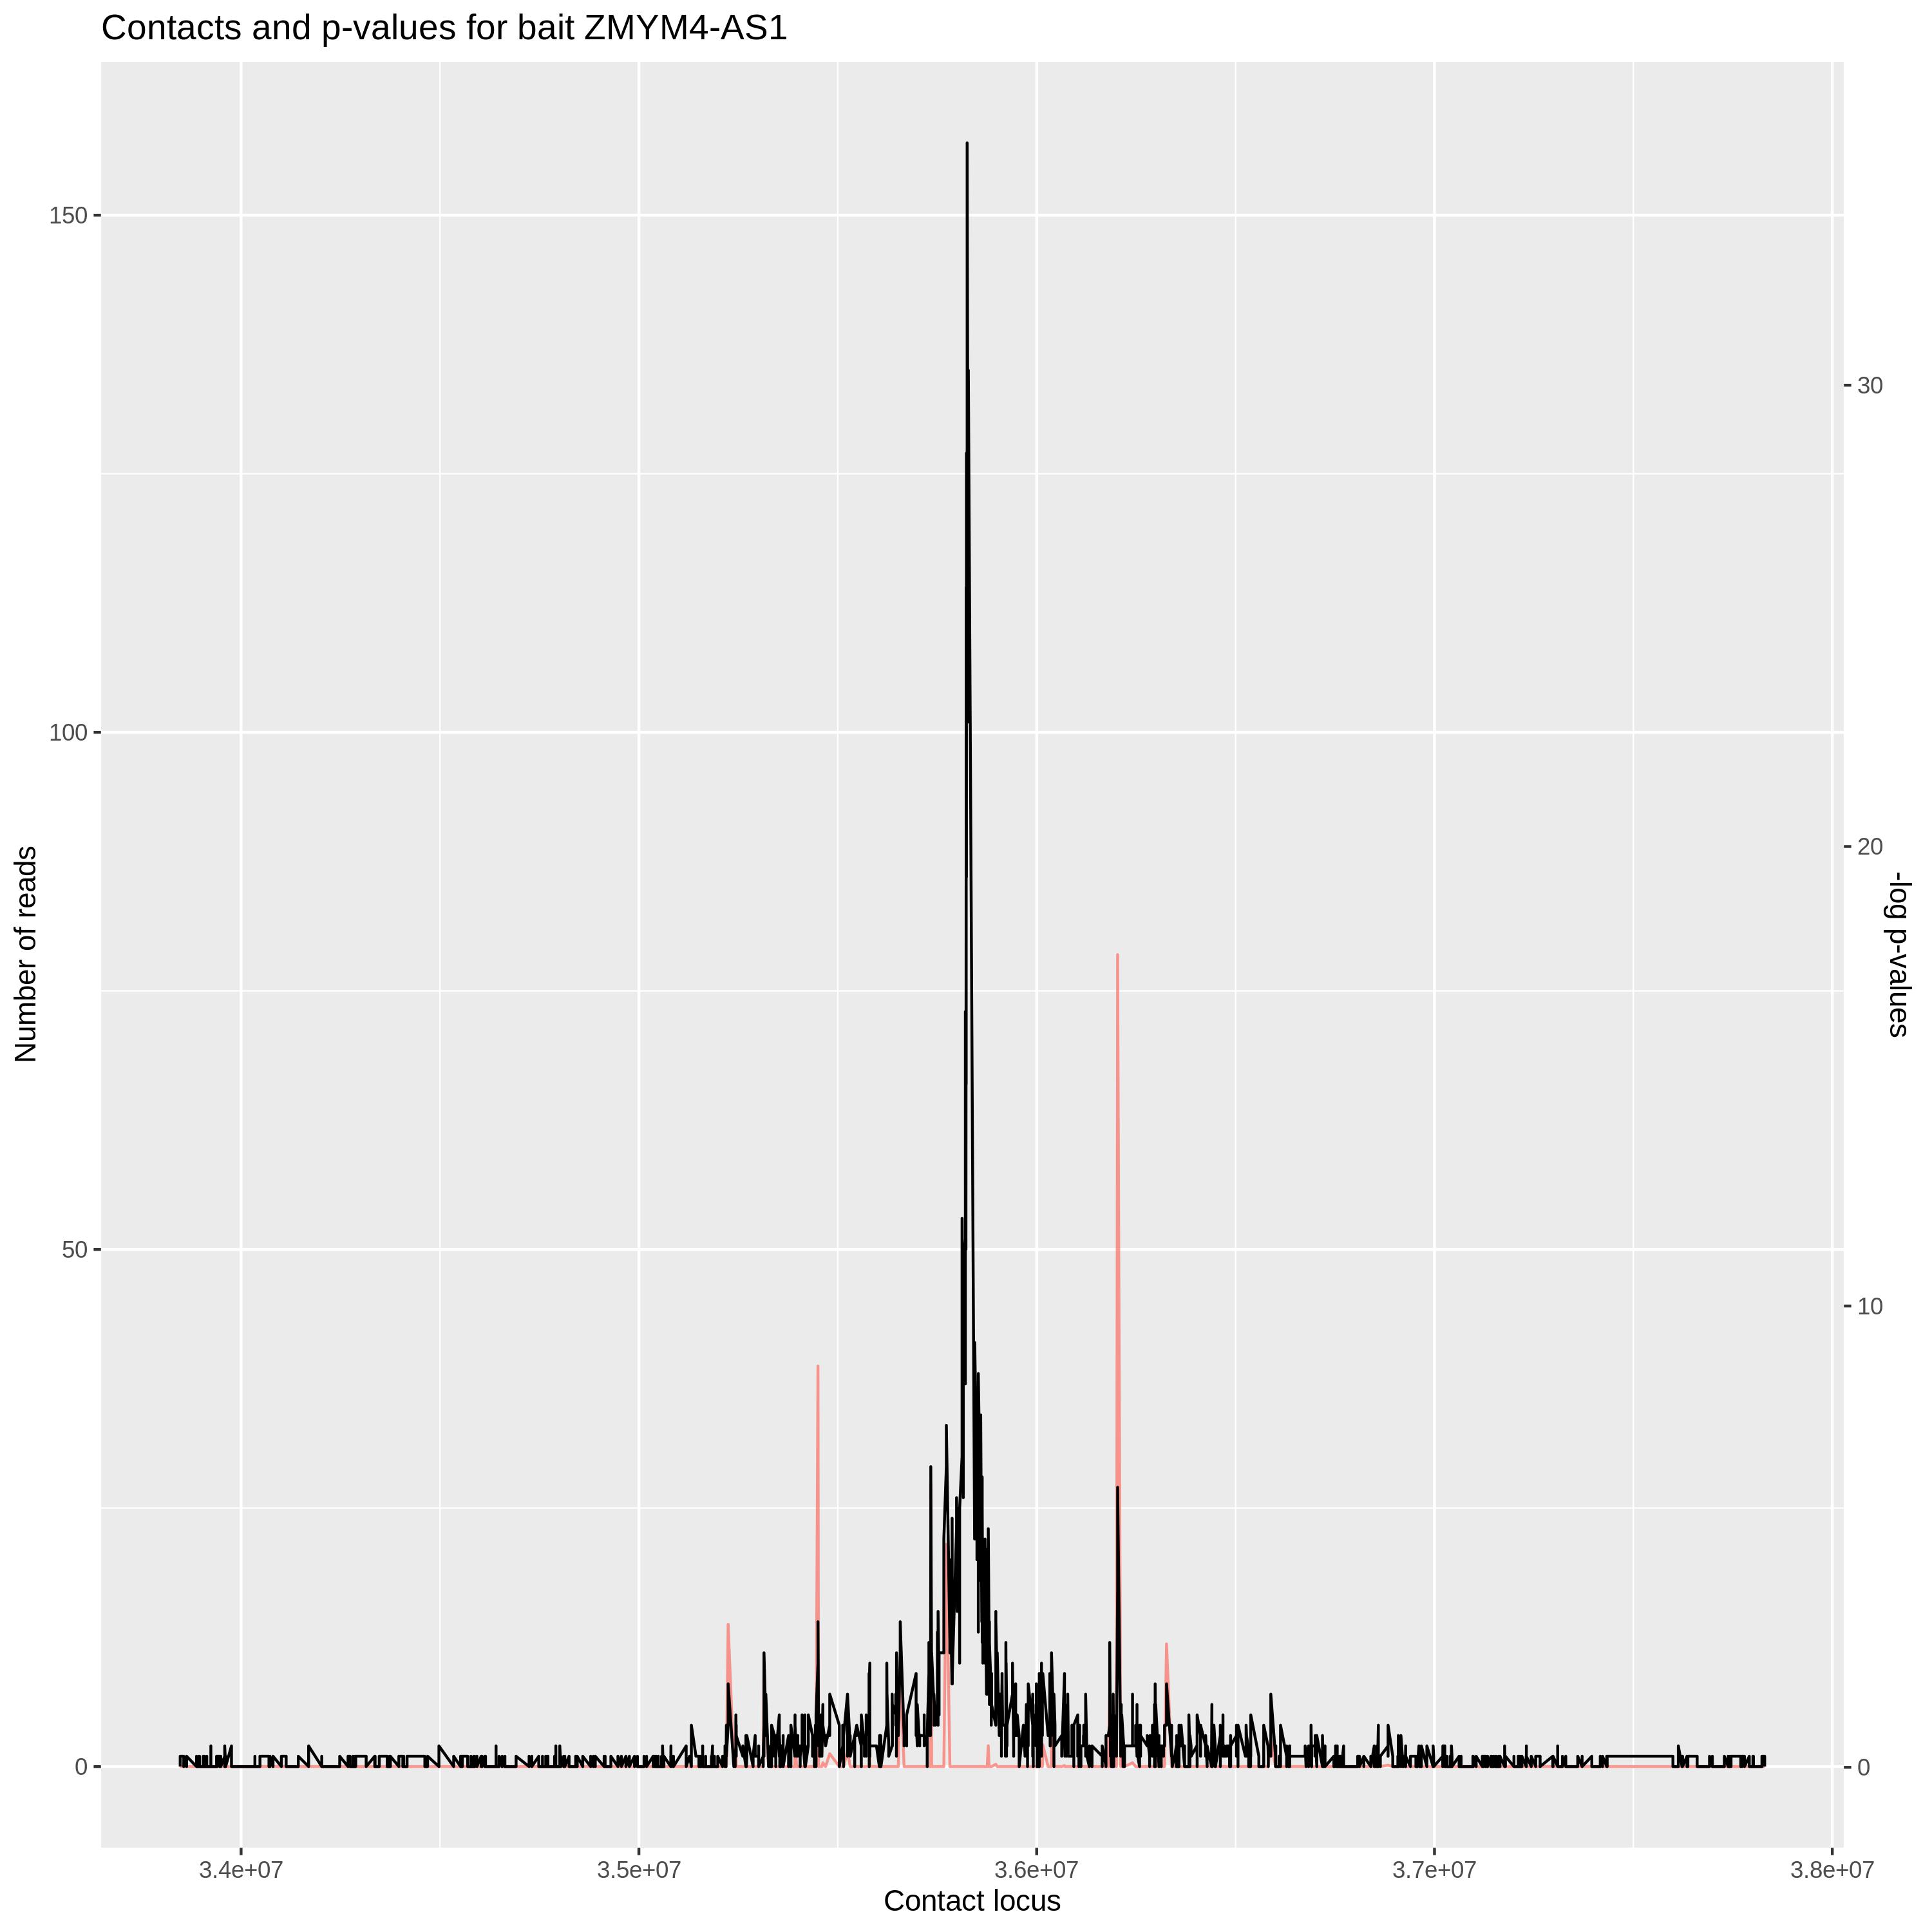 Contacts and p-values for bait ZMYM4-AS1
150
100
50
0
Number of reads
30
20
10
0
-log p-values
3.4e+07
3.5e+07
3.6e+07
3.7e+07
3.8e+07
Contact locus